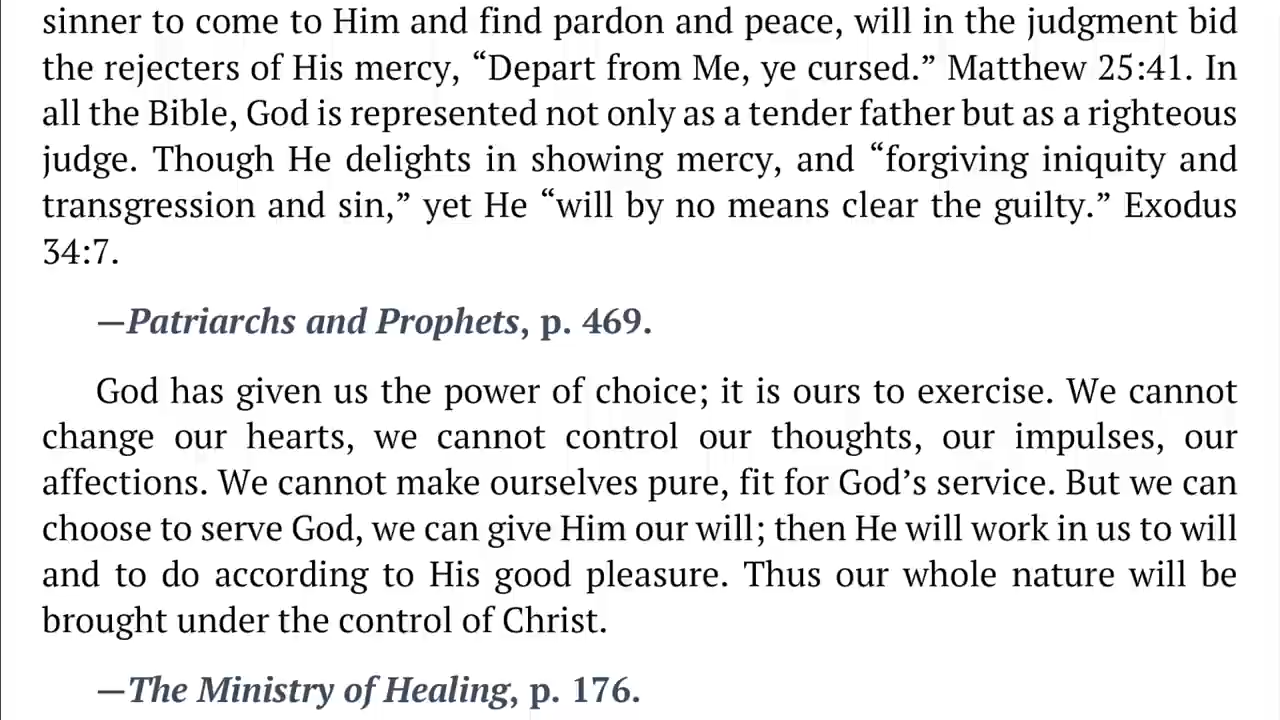 sinner to come to Him and find pardon and peace, will in the judgment bid
the rejecters of His mercy, “Depart from Me, ye cursed.” Matthew 25:41. In
all the Bible, God is represented not only as a tender father but as a righteous
judge. Though He delights in showing mercy, and “forgiving iniquity and
transgression and sin,” yet He “will by no means clear the guilty.” Exodus
34:7.
—Patriarchs and Prophets, p. 469.
God has given us the power of choice; it is ours to exercise. We cannot
change our hearts, we cannot control our thoughts, our impulses, our
affections. We cannot make ourselves pure, fit for God’s service. But we can
choose to serve God, we can give Him our will; then He will work in us to will
and to do according to His good pleasure. Thus our whole nature will be
brought under the control of Christ.
—The Ministry of Healing, p. 176.